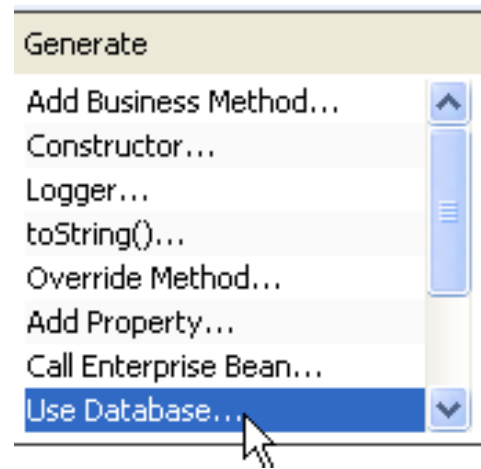 Generate
Add Business Method...
Constructor...
Logger...
toString()...
Override Method...
Add Property...
Call Enterprise Bean...
Use Database...